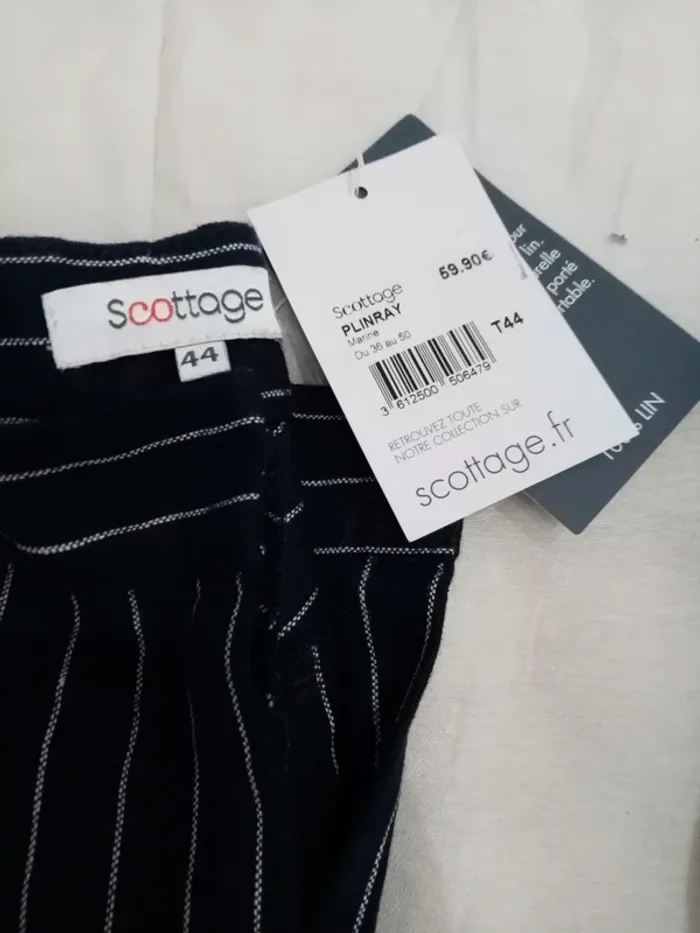 Scottage
44
59.90€
Scottage
PLINRAY
Marine
Du 36 au 50
T44
3 612500 506479
RETROUVEZ TOUTE
NOTRE COLLECTION SUR
scottage.fr
lin.
porté
LIN